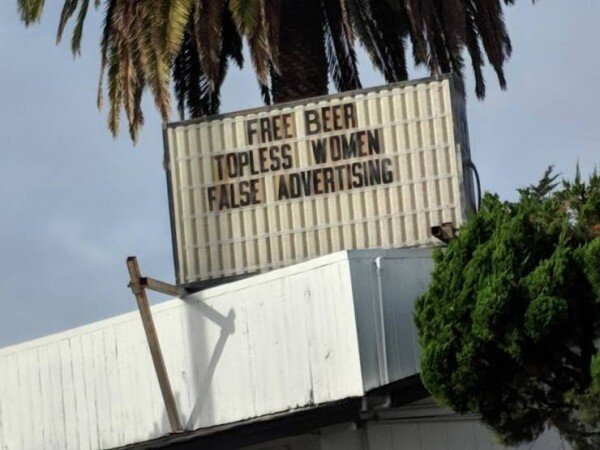 FREE BEER
TOPLESS WOMEN
FALSE ADVERTISING